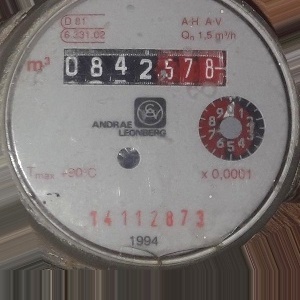 D 81
6.331.02
A·H A·V
Qn 1,5 m³/h
m³
0842578
ANDRAE
LEONBERG
Tmax +90°C
x 0,0001
14112873
1994